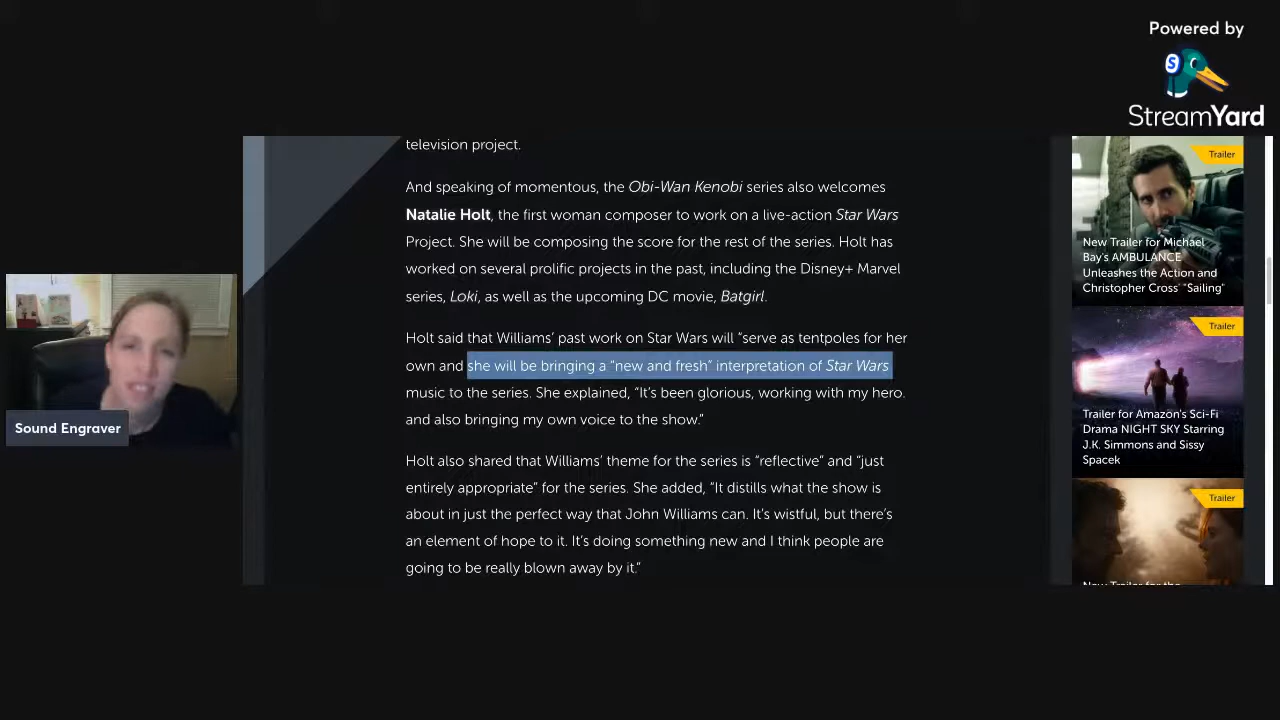 Powered by
S
StreamYard
television project.
And speaking of momentous, the Obi-Wan Kenobi series also welcomes
Natalie Holt, the first woman composer to work on a live-action Star Wars
Project. She will be composing the score for the rest of the series. Holt has
worked on several prolific projects in the past, including the Disney+ Marvel
series, Loki, as well as the upcoming DC movie, Batgirl.
Holt said that Williams’ past work on Star Wars will “serve as tentpoles for her
own and she will be bringing a “new and fresh” interpretation of Star Wars
music to the series. She explained, “It’s been glorious, working with my hero.
and also bringing my own voice to the show.”
Holt also shared that Williams’ theme for the series is “reflective” and “just
entirely appropriate” for the series. She added, “It distills what the show is
about in just the perfect way that John Williams can. It’s wistful, but there’s
an element of hope to it. It’s doing something new and I think people are
going to be really blown away by it.”
Trailer
New Trailer for Michael
Bay's AMBULANCE
Unleashes the Action and
Christopher Cross' "Sailing"
Trailer
Trailer for Amazon's Sci-Fi
Drama NIGHT SKY Starring
J.K. Simmons and Sissy
Spacek
Trailer
New Trailer for the
Sound Engraver